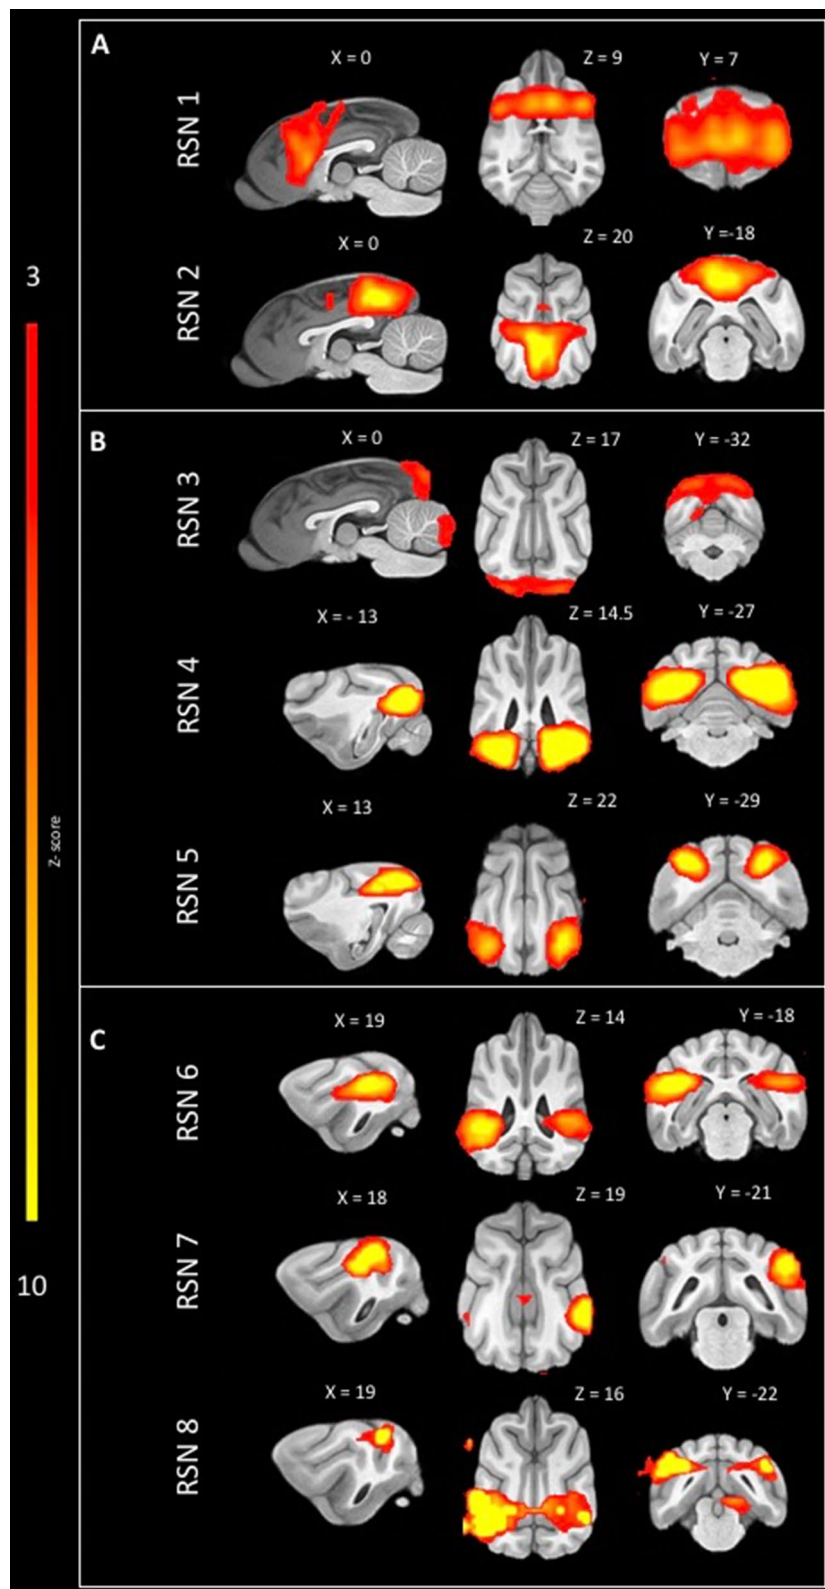 A
X = 0
Z = 9
Y = 7
RSN 1
X = 0
Z = 20
Y =-18
RSN 2
3
B
X = 0
Z = 17
Y = -32
RSN 3
X = - 13
Z = 14.5
Y = -27
RSN 4
X = 13
Z = 22
Y = -29
RSN 5
Z-score
C
X = 19
Z = 14
Y = -18
RSN 6
X = 18
Z = 19
Y = -21
RSN 7
10
X = 19
Z = 16
Y = -22
RSN 8